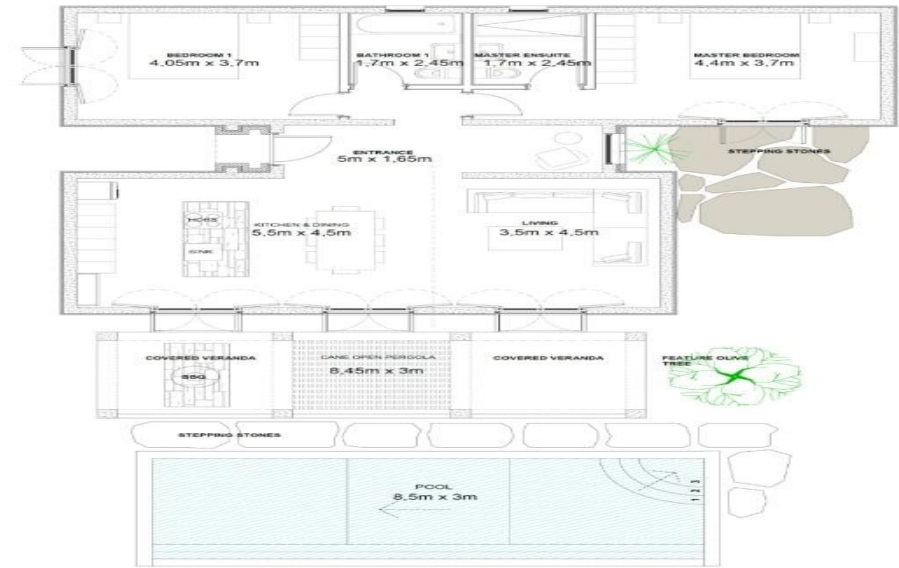 BEDROOM 1
4,05m x 3,7m
BATHROOM 1
1,7m x 2,45m
MASTER ENSUITE
1,7m x 2,45m
MASTER BEDROOM
4,4m x 3,7m
ENTRANCE
5m x 1,65m
STEPPING STONES
HOBS
SINK
KITCHEN & DINING
5,5m x 4,5m
LIVING
3,5m x 4,5m
COVERED VERANDA
BBQ
CANE OPEN PERGOLA
8,45m x 3m
COVERED VERANDA
FEATURE OLIVE
TREE
STEPPING STONES
POOL
8,5m x 3m
1 2 3